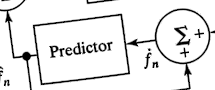 Predictor
Σ +
+
ḟn
f̂n